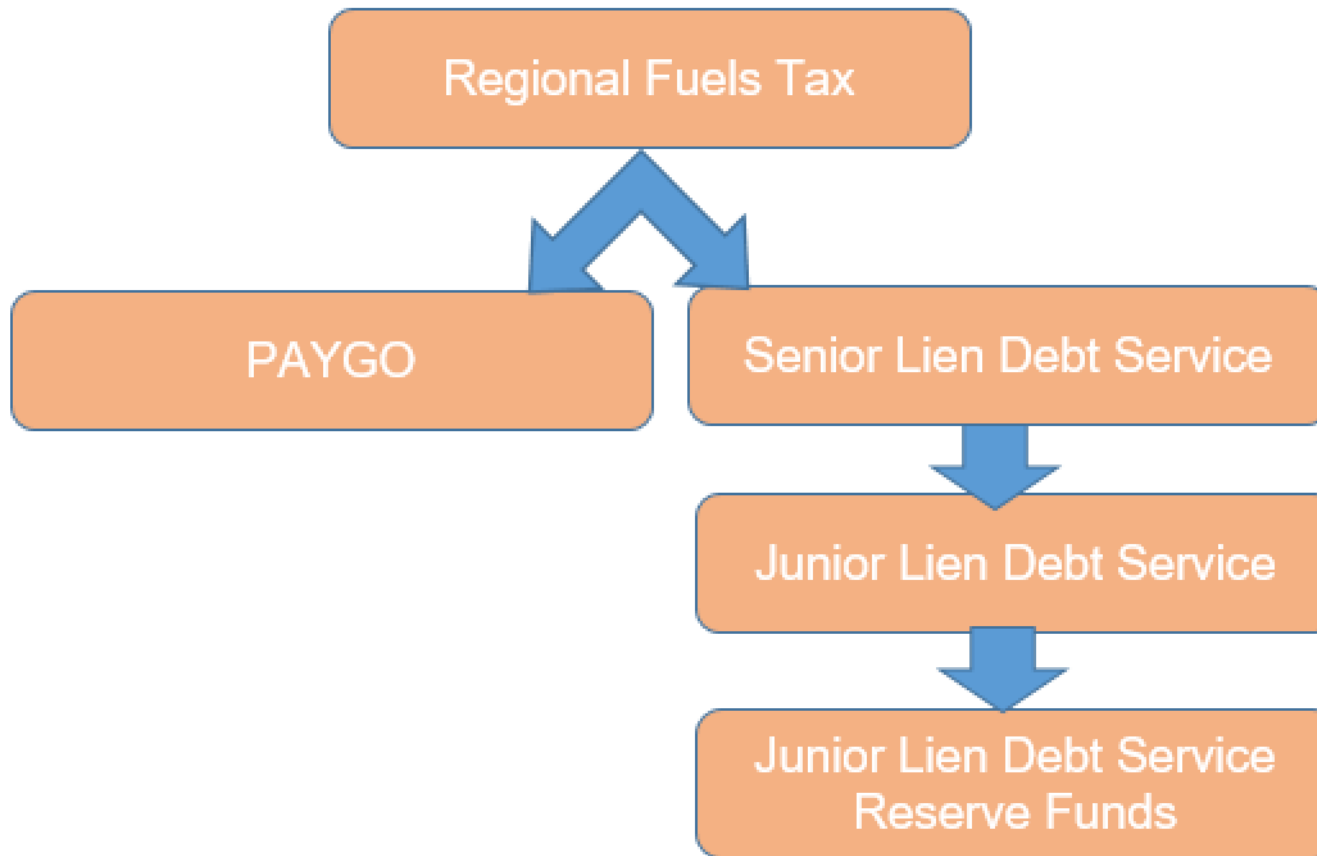 Regional Fuels Tax
PAYGO
Senior Lien Debt Service
Junior Lien Debt Service
Junior Lien Debt Service
Reserve Funds